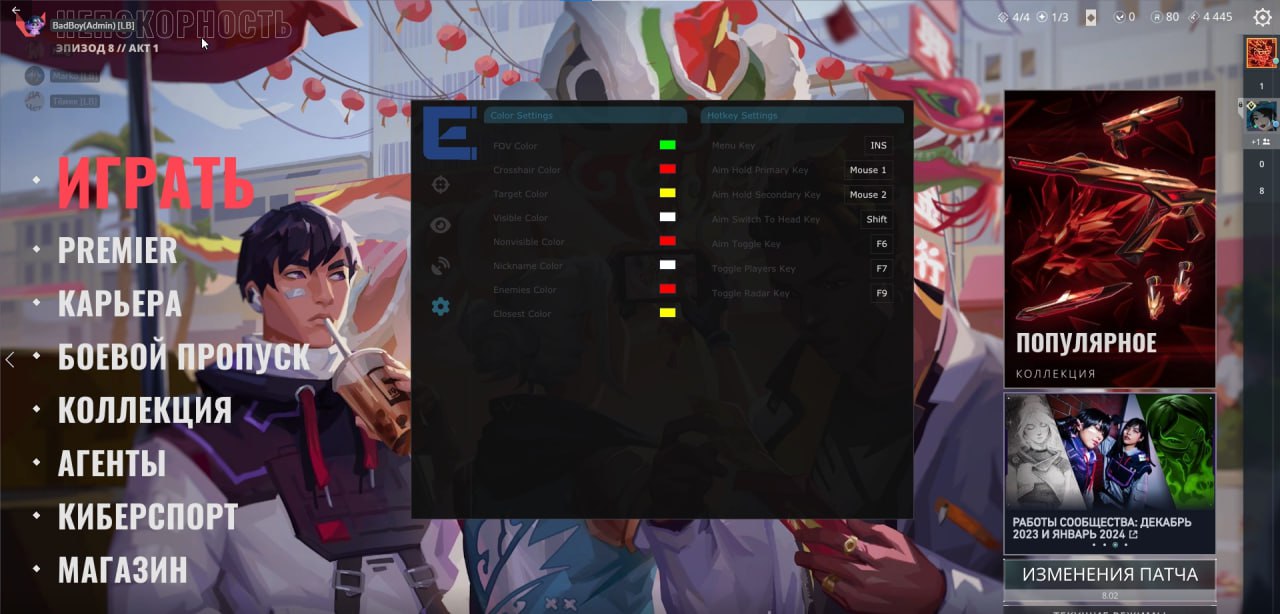 НЕПОКОРНОСТЬ
BadBoy(Admin) [LB]
ЭПИЗОД 8 // АКТ 1
Marko [LB]
[LB]
4/4
1/3
0
80
4 445
ИГРАТЬ
PREMIER
КАРЬЕРА
БОЕВОЙ ПРОПУСК
КОЛЛЕКЦИЯ
АГЕНТЫ
КИБЕРСПОРТ
МАГАЗИН
E
Color Settings
FOV Color
Crosshair Color
Target Color
Visible Color
Nonvisible Color
Nickname Color
Enemies Color
Closest Color
Hotkey Settings
Menu Key INS
Aim Hold Primary Key Mouse 1
Aim Hold Secondary Key Mouse 2
Aim Switch To Head Key Shift
Aim Toggle Key F6
Toggle Players Key F7
Toggle Radar Key F9
ПОПУЛЯРНОЕ
КОЛЛЕКЦИЯ
РАБОТЫ СООБЩЕСТВА: ДЕКАБРЬ
2023 И ЯНВАРЬ 2024
ИЗМЕНЕНИЯ ПАТЧА
8.02
1
+1
0
8